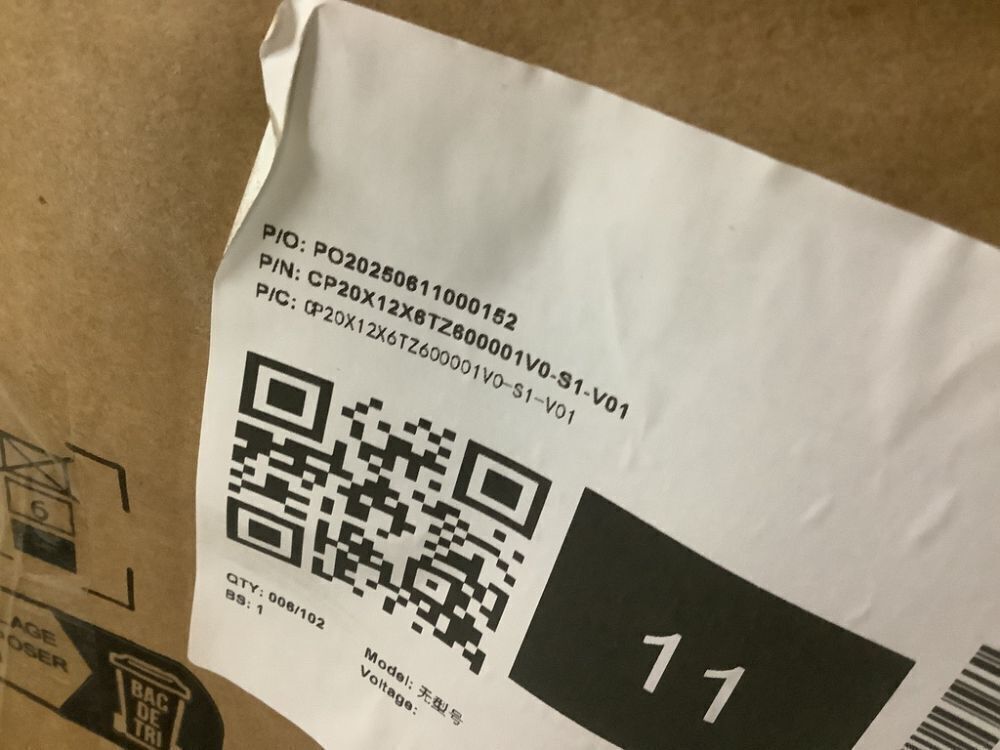 P/O: PO20250611000152
P/N: CP20X12X6TZ600001V0-S1-V01
P/C: CP20X12X6TZ600001V0-S1-V01
QTY: 006/102
BS: 1
Model: 无型号
Voltage:
11
6
LAGE
POSER
BAC
DE
TRI